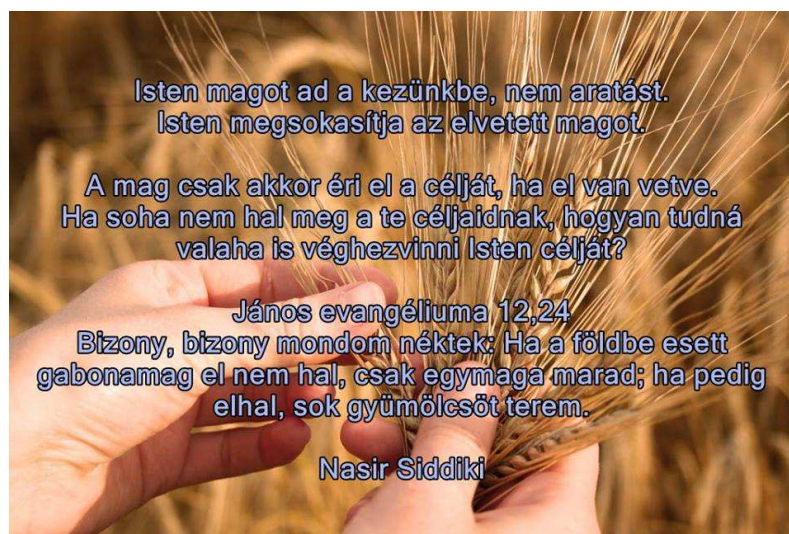 Isten magot ad a kezünkbe, nem aratást.
Isten megsokasítja az elvetett magot.
A mag csak akkor éri el a célját, ha el van vetve.
Ha soha nem hal meg a te céljaidnak, hogyan tudná
valaha is véghezvinni Isten célját?
János evangéliuma 12,24
Bizony, bizony mondom néktek: Ha a földbe esett
gabonamag el nem hal, csak egymaga marad; ha pedig
elhal, sok gyümölcsöt terem.
Nasir Siddiki